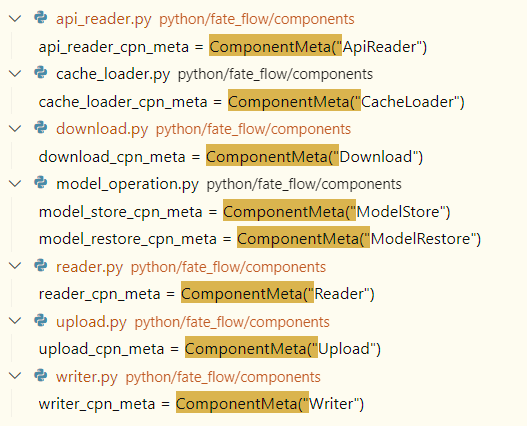 api_reader.py python/fate_flow/components
api_reader_cpn_meta = ComponentMeta("ApiReader")
cache_loader.py python/fate_flow/components
cache_loader_cpn_meta = ComponentMeta("CacheLoader")
download.py python/fate_flow/components
download_cpn_meta = ComponentMeta("Download")
model_operation.py python/fate_flow/components
model_store_cpn_meta = ComponentMeta("ModelStore")
model_restore_cpn_meta = ComponentMeta("ModelRestore")
reader.py python/fate_flow/components
reader_cpn_meta = ComponentMeta("Reader")
upload.py python/fate_flow/components
upload_cpn_meta = ComponentMeta("Upload")
writer.py python/fate_flow/components
writer_cpn_meta = ComponentMeta("Writer")